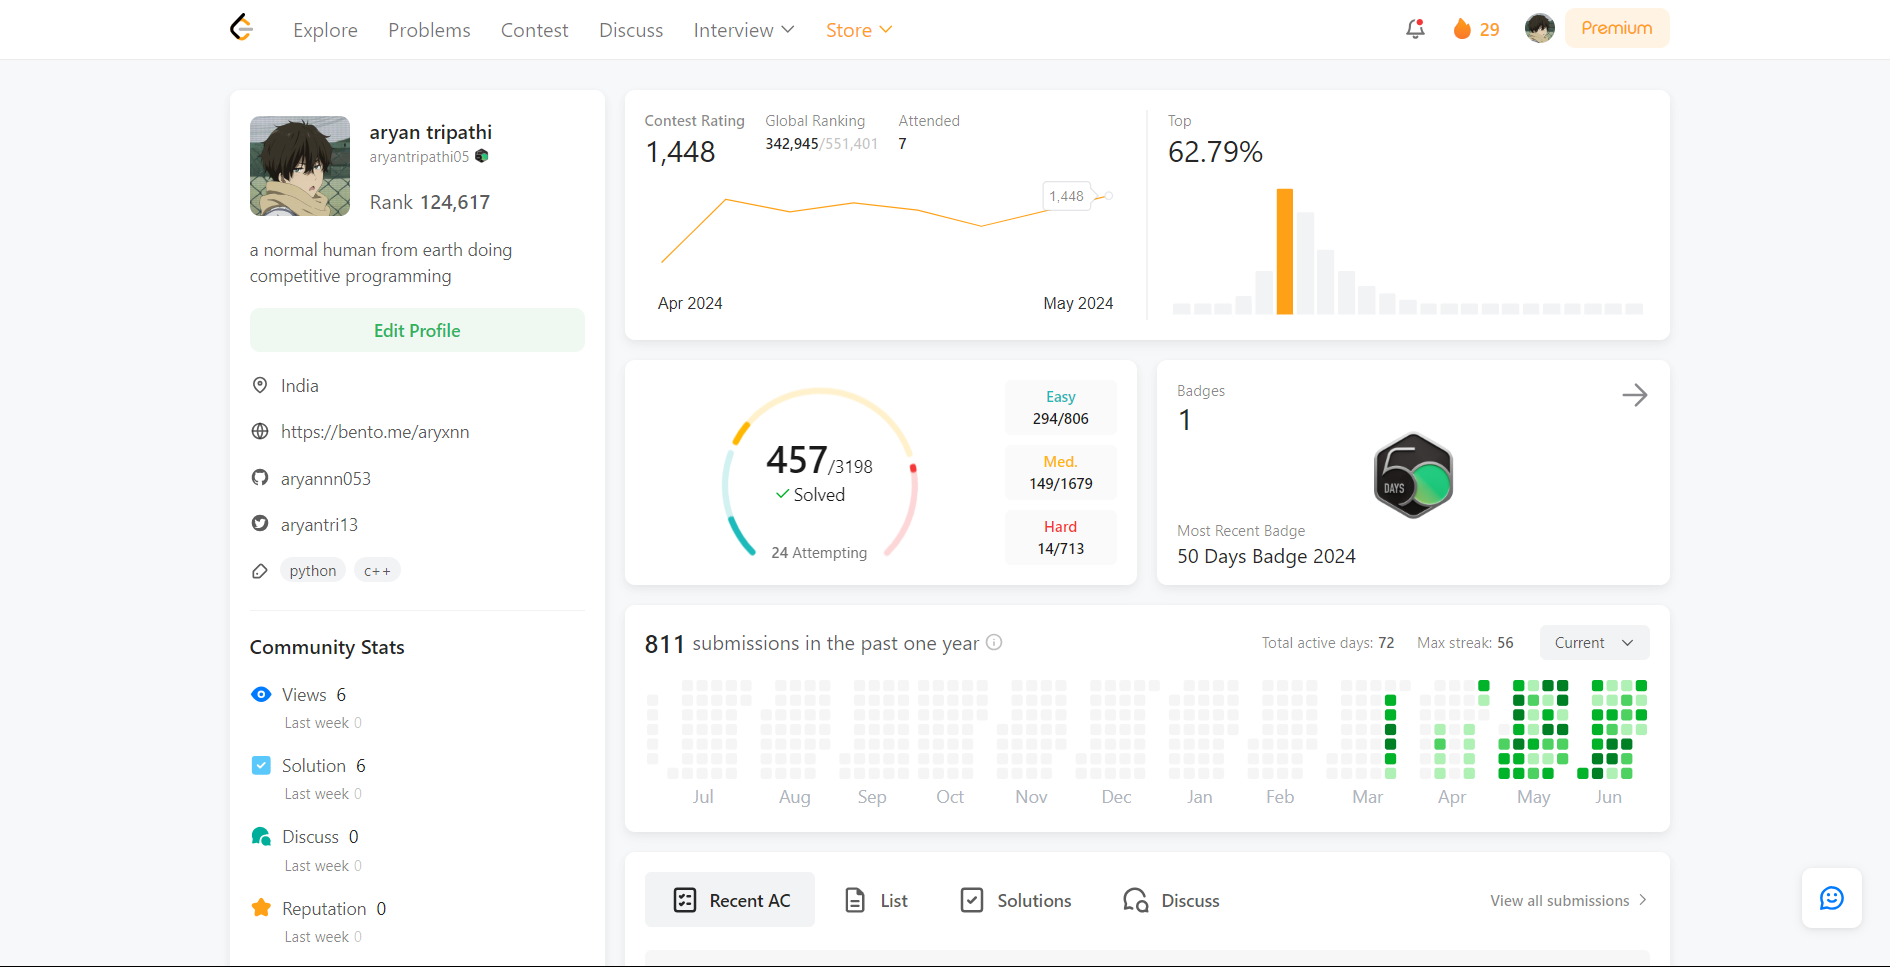 Explore Problems Contest Discuss Interview Store 29 Premium
aryan tripathi
aryantripathi05
Rank 124,617
a normal human from earth doing
competitive programming
Edit Profile
India
https://bento.me/aryxnn
aryannn053
aryantri13
python c++
Community Stats
Views 6
Last week 0
Solution 6
Last week 0
Discuss 0
Last week 0
Reputation 0
Last week 0
Contest Rating
1,448
Global Ranking
342,945/551,401
Attended
7
1,448
Apr 2024 May 2024
Top
62.79%
457/3198
Solved
24 Attempting
Easy
294/806
Med.
149/1679
Hard
14/713
Badges
1
50
DAYS
Most Recent Badge
50 Days Badge 2024
811 submissions in the past one year Total active days: 72 Max streak: 56 Current
Jul Aug Sep Oct Nov Dec Jan Feb Mar Apr May Jun
Recent AC List Solutions Discuss View all submissions